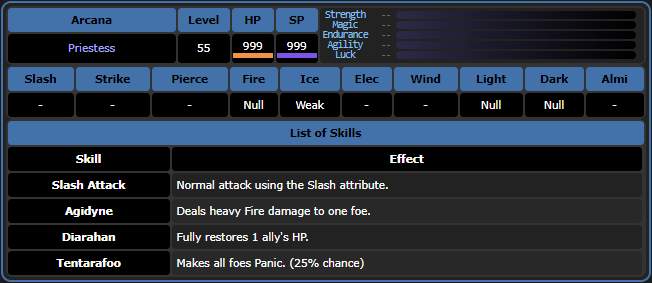 Arcana Level HP SP
Priestess 55 999 999
Strength --
Magic --
Endurance --
Agility --
Luck --
Slash Strike Pierce Fire Ice Elec Wind Light Dark Almi
- - - Null Weak - - Null Null -
List of Skills
Skill Effect
Slash Attack Normal attack using the Slash attribute.
Agidyne Deals heavy Fire damage to one foe.
Diarahan Fully restores 1 ally's HP.
Tentarafoo Makes all foes Panic. (25% chance)